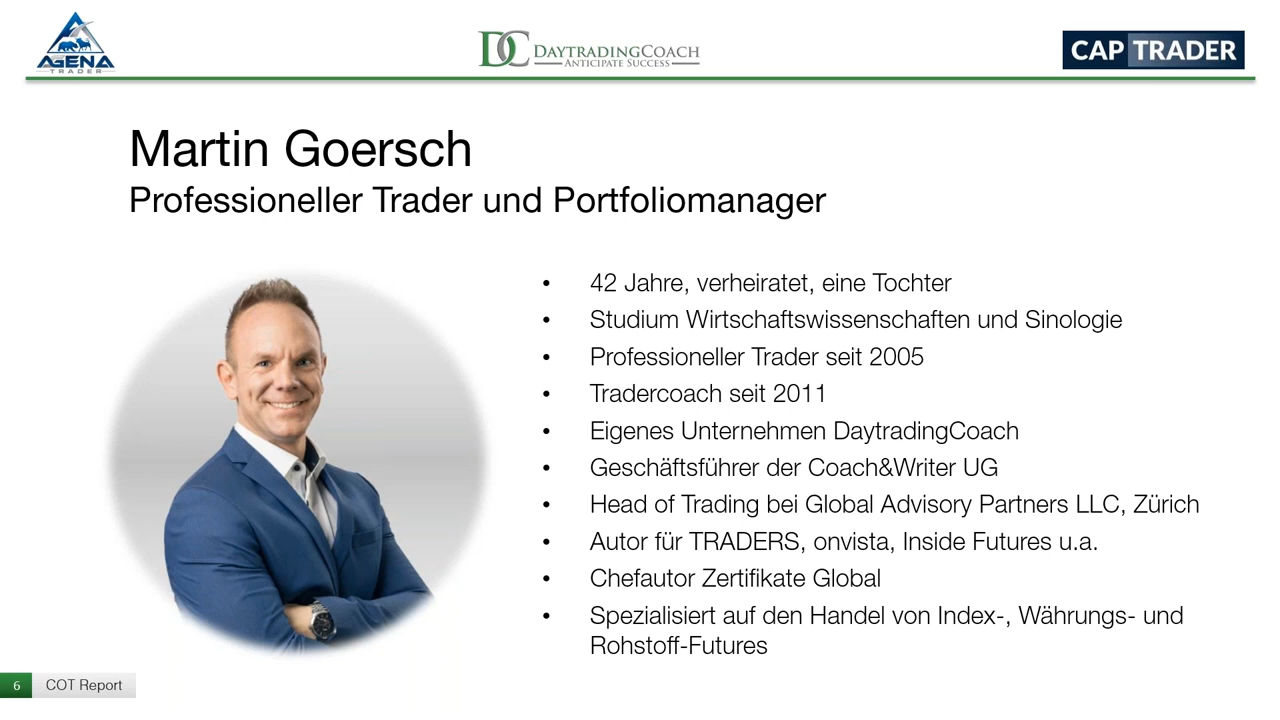 AGENA
TRADER
DC DAYTRADINGCOACH
ANTICIPATE SUCCESS
CAP TRADER
Martin Goersch
Professioneller Trader und Portfoliomanager
• 42 Jahre, verheiratet, eine Tochter
• Studium Wirtschaftswissenschaften und Sinologie
• Professioneller Trader seit 2005
• Tradercoach seit 2011
• Eigenes Unternehmen DaytradingCoach
• Geschäftsführer der Coach&Writer UG
• Head of Trading bei Global Advisory Partners LLC, Zürich
• Autor für TRADERS, onvista, Inside Futures u.a.
• Chefautor Zertifikate Global
• Spezialisiert auf den Handel von Index-, Währungs- und
Rohstoff-Futures
6 COT Report